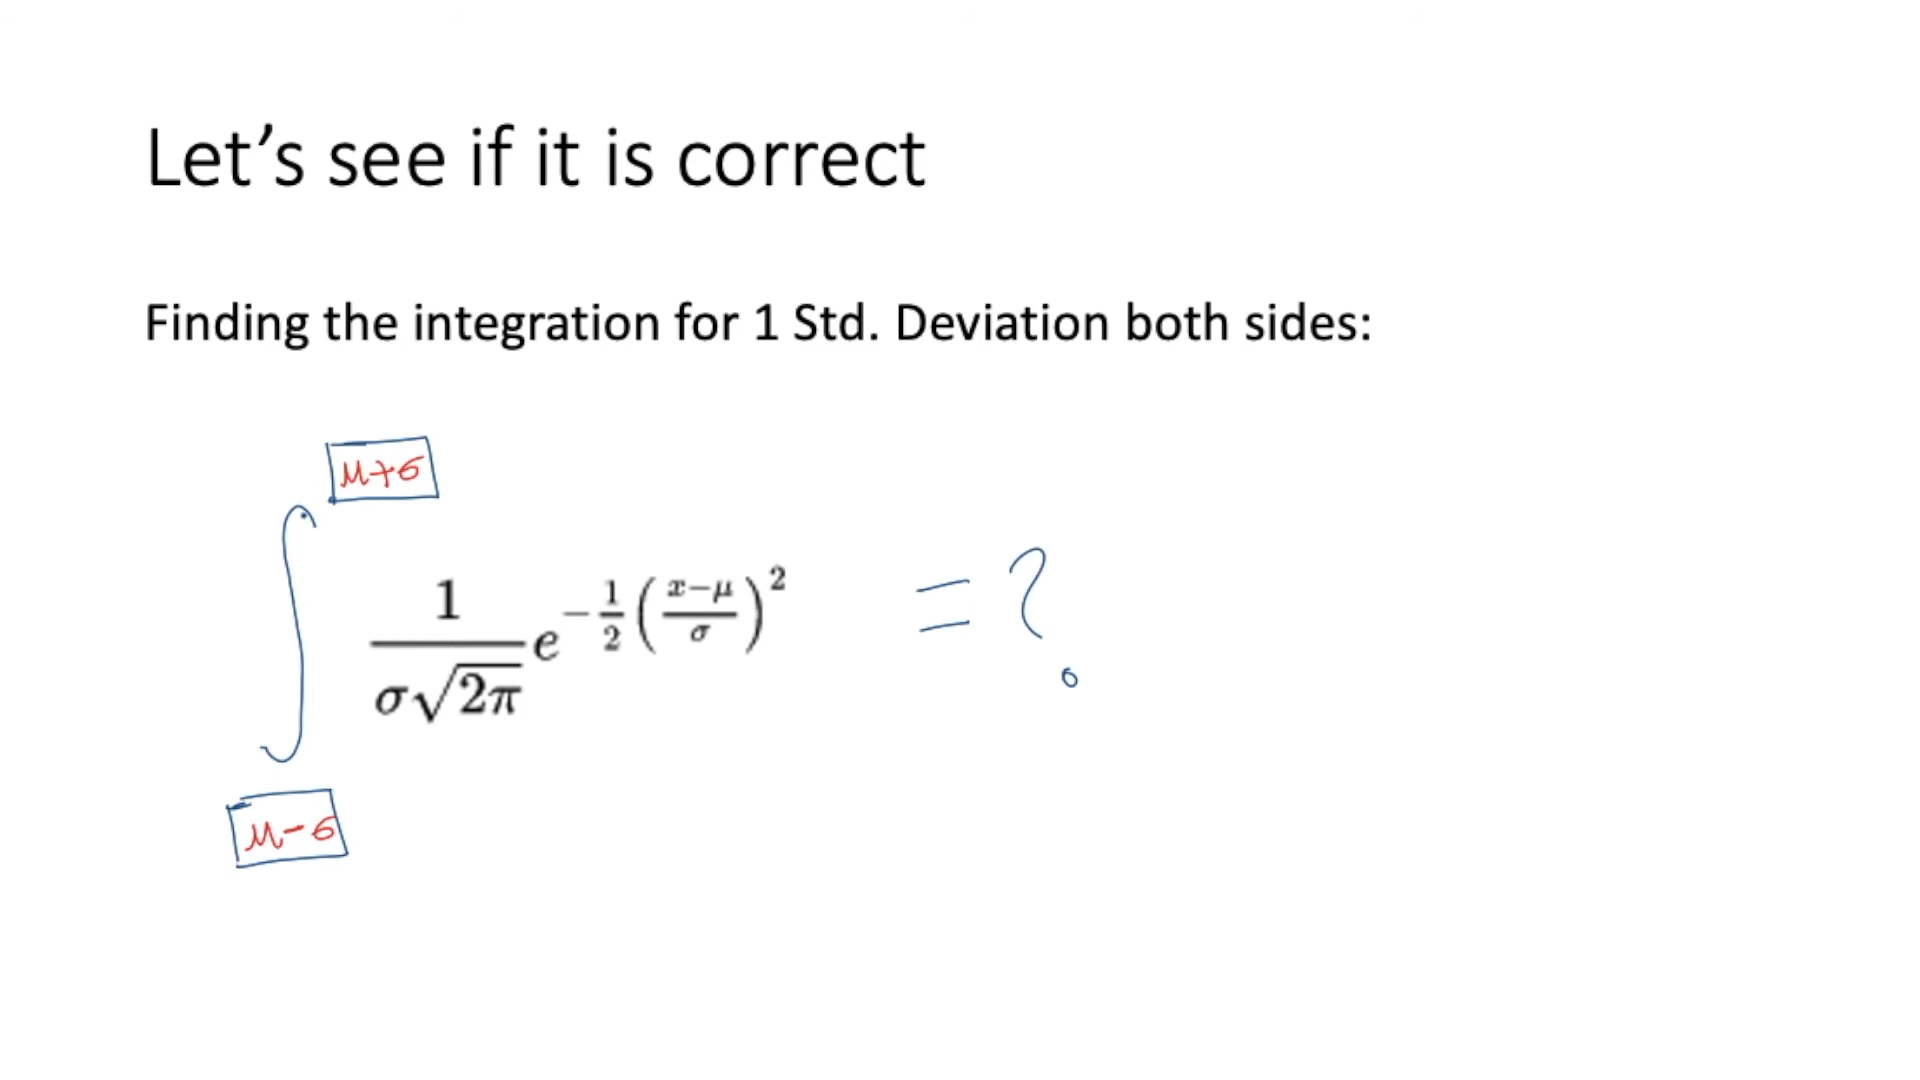 Let’s see if it is correct
Finding the integration for 1 Std. Deviation both sides:
μ+σ
∫ 1/(σ√2π) e^(-1/2((x-μ)/σ)^2) = ?
μ-σ